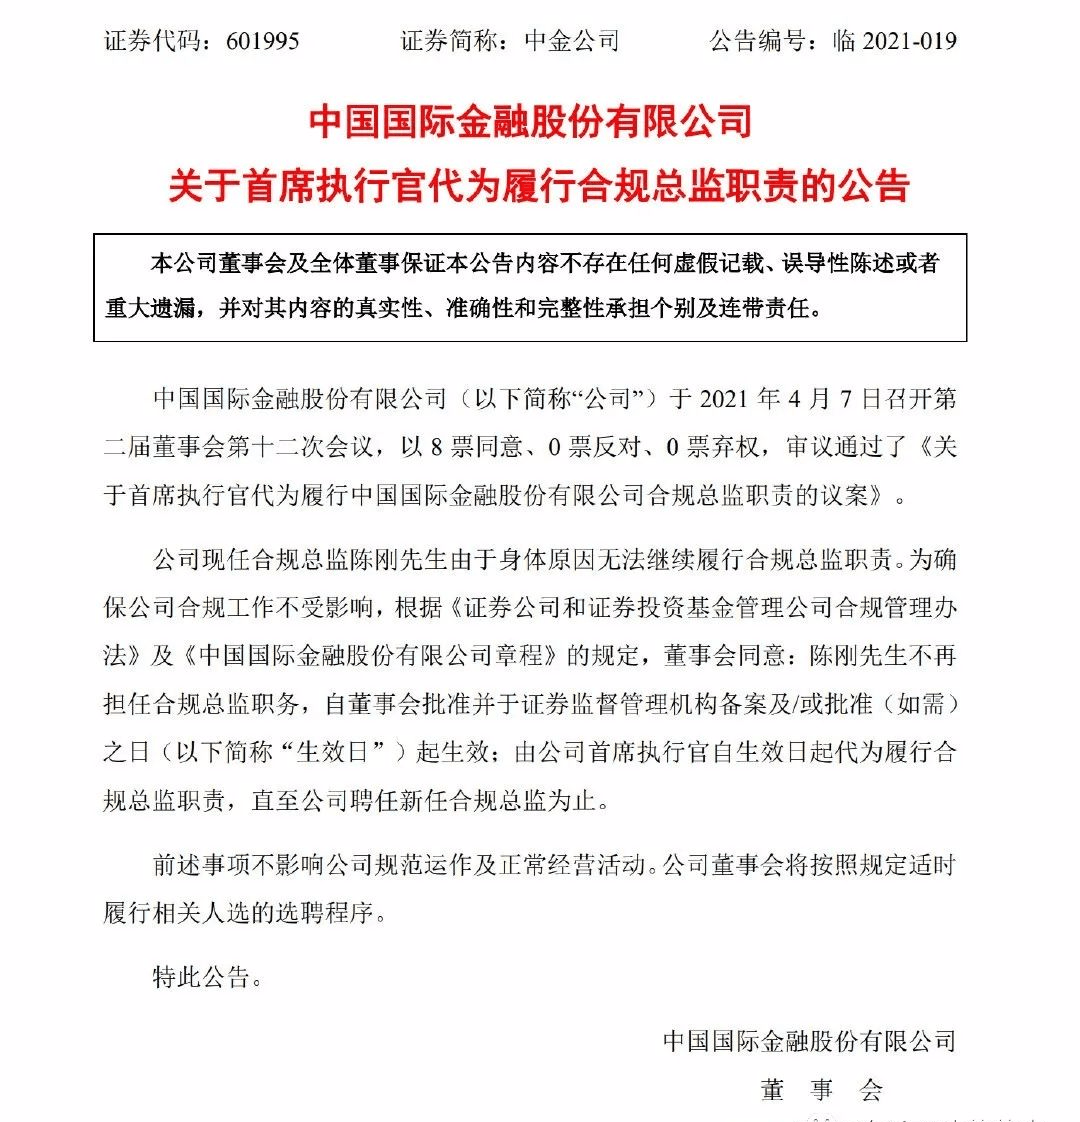 证券代码：601995 证券简称：中金公司 公告编号：临 2021-019
中国国际金融股份有限公司
关于首席执行官代为履行合规总监职责的公告
本公司董事会及全体董事保证本公告内容不存在任何虚假记载、误导性陈述或者
重大遗漏，并对其内容的真实性、准确性和完整性承担个别及连带责任。
中国国际金融股份有限公司（以下简称“公司”）于 2021 年 4 月 7 日召开第
二届董事会第十二次会议，以 8 票同意、0 票反对、0 票弃权，审议通过了《关
于首席执行官代为履行中国国际金融股份有限公司合规总监职责的议案》。
公司现任合规总监陈刚先生由于身体原因无法继续履行合规总监职责。为确
保公司合规工作不受影响，根据《证券公司和证券投资基金管理公司合规管理办
法》及《中国国际金融股份有限公司章程》的规定，董事会同意：陈刚先生不再
担任合规总监职务，自董事会批准并于证券监督管理机构备案及/或批准（如需）
之日（以下简称“生效日”）起生效；由公司首席执行官自生效日起代为履行合
规总监职责，直至公司聘任新任合规总监为止。
前述事项不影响公司规范运作及正常经营活动。公司董事会将按照规定适时
履行相关人选的选聘程序。
特此公告。
中国国际金融股份有限公司
董 事 会